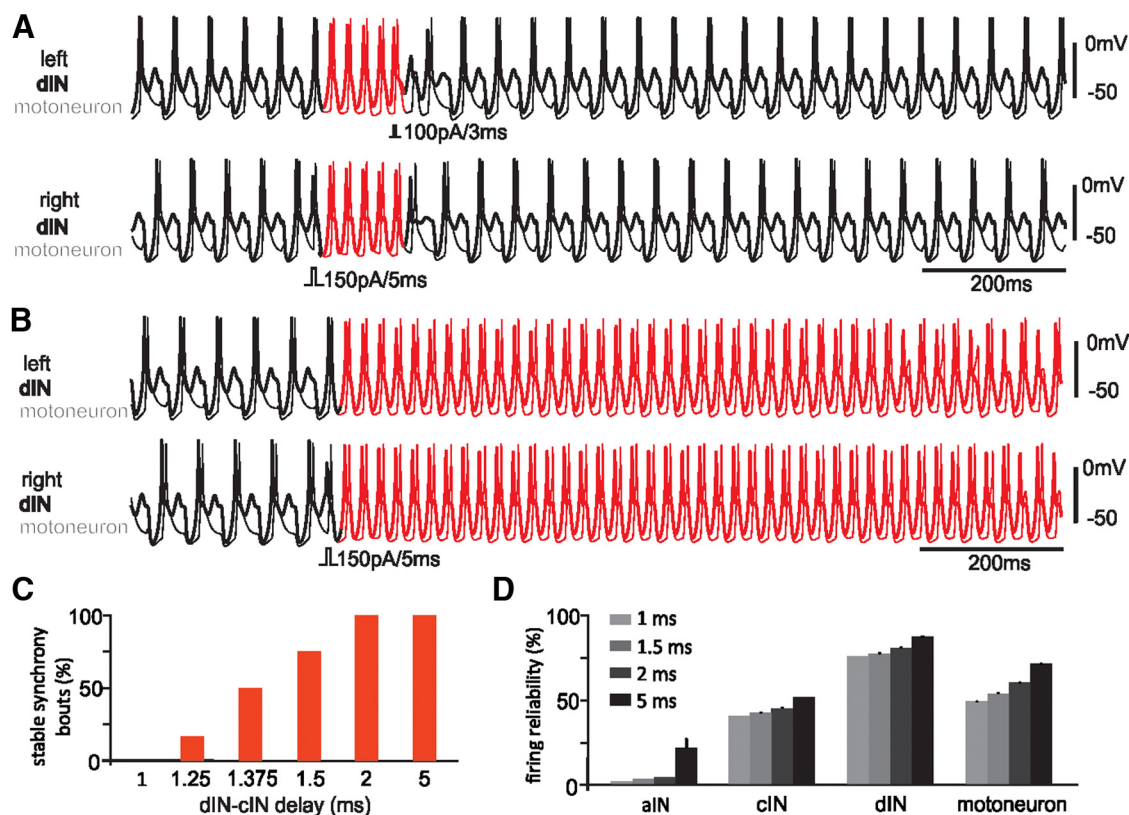 A
left
dIN
motoneuron
0mV
-50
100pA/3ms
right
dIN
motoneuron
0mV
-50
150pA/5ms
200ms
B
left
dIN
motoneuron
0mV
-50
right
dIN
motoneuron
0mV
-50
150pA/5ms
200ms
C
stable synchrony
bouts (%)
100
50
0
1 1.25 1.375 1.5 2 5
dIN-cIN delay (ms)
D
firing reliability (%)
100
50
0
1 ms
1.5 ms
2 ms
5 ms
aIN cIN dIN motoneuron